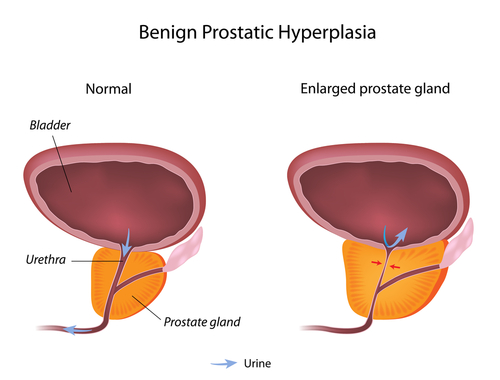 Benign Prostatic Hyperplasia
Normal
Enlarged prostate gland
Bladder
Urethra
Prostate gland
Urine